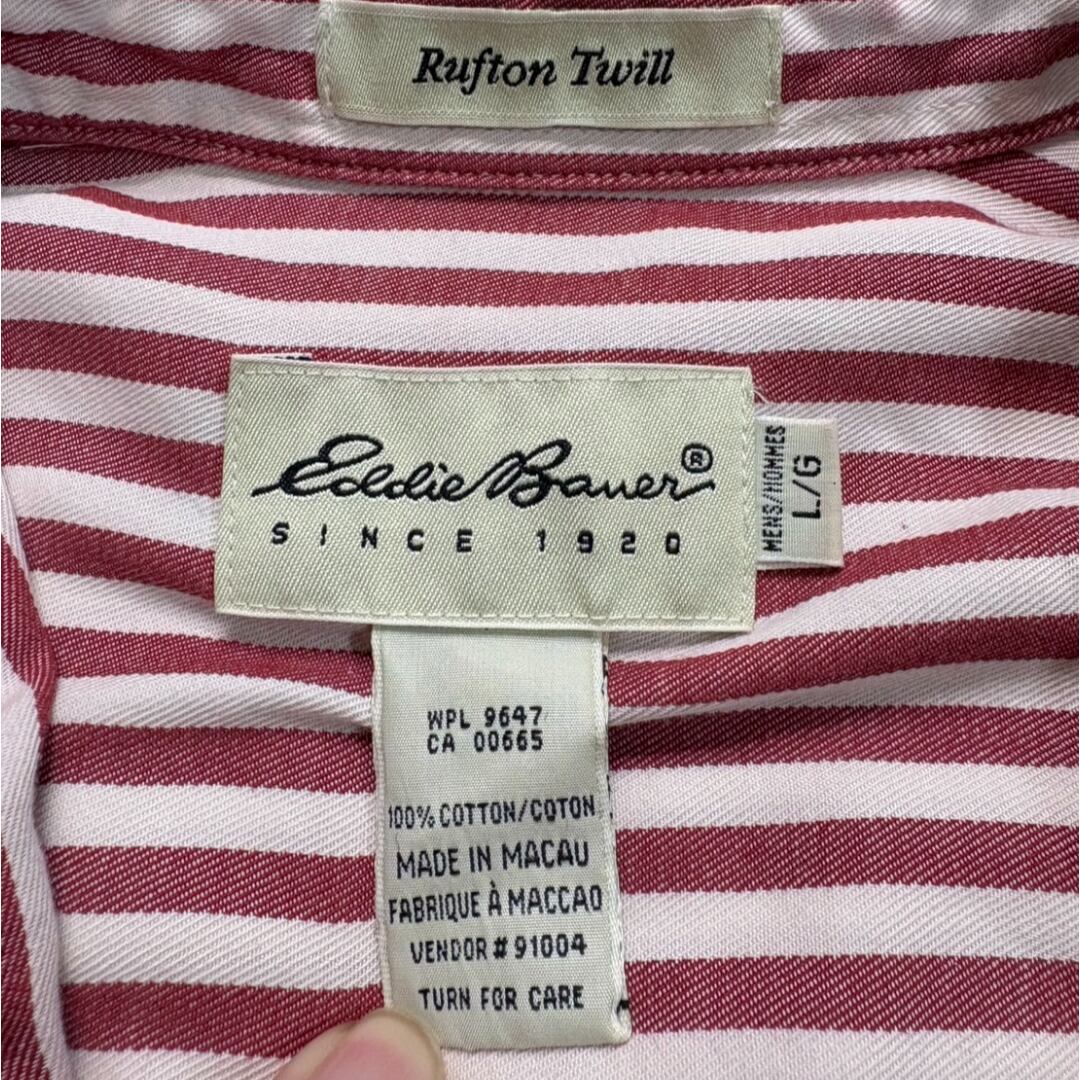 Rufton Twill
Eddie Bauer®
SINCE 1920
MENS/HOMMES
L/G
WPL 9647
CA 00665
100% COTTON/COTON
MADE IN MACAU
FABRIQUE À MACCAO
VENDOR # 91004
TURN FOR CARE